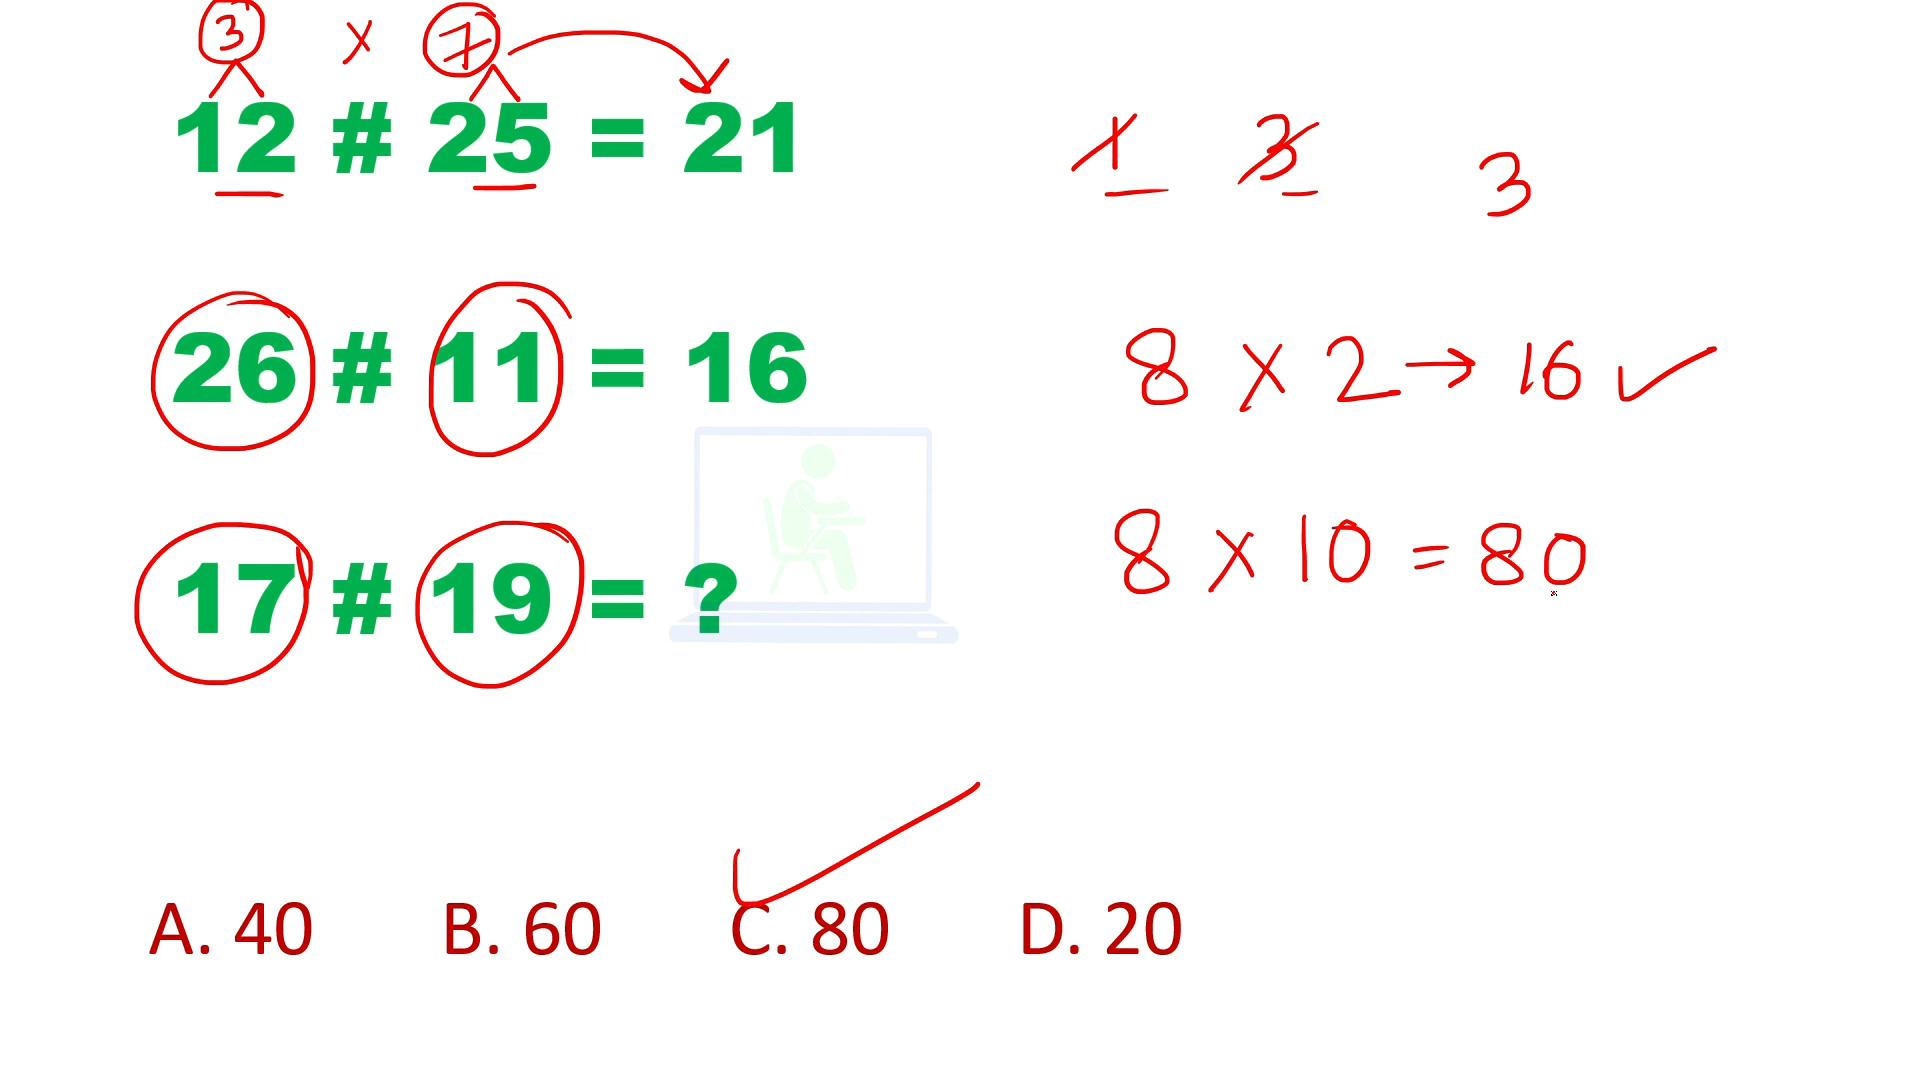 3 × 7
12 # 25 = 21
1 3 3
26 # 11 = 16
8 × 2 → 16 ✓
17 # 19 = ?
8 × 10 = 80
A. 40 B. 60 C. 80 D. 20